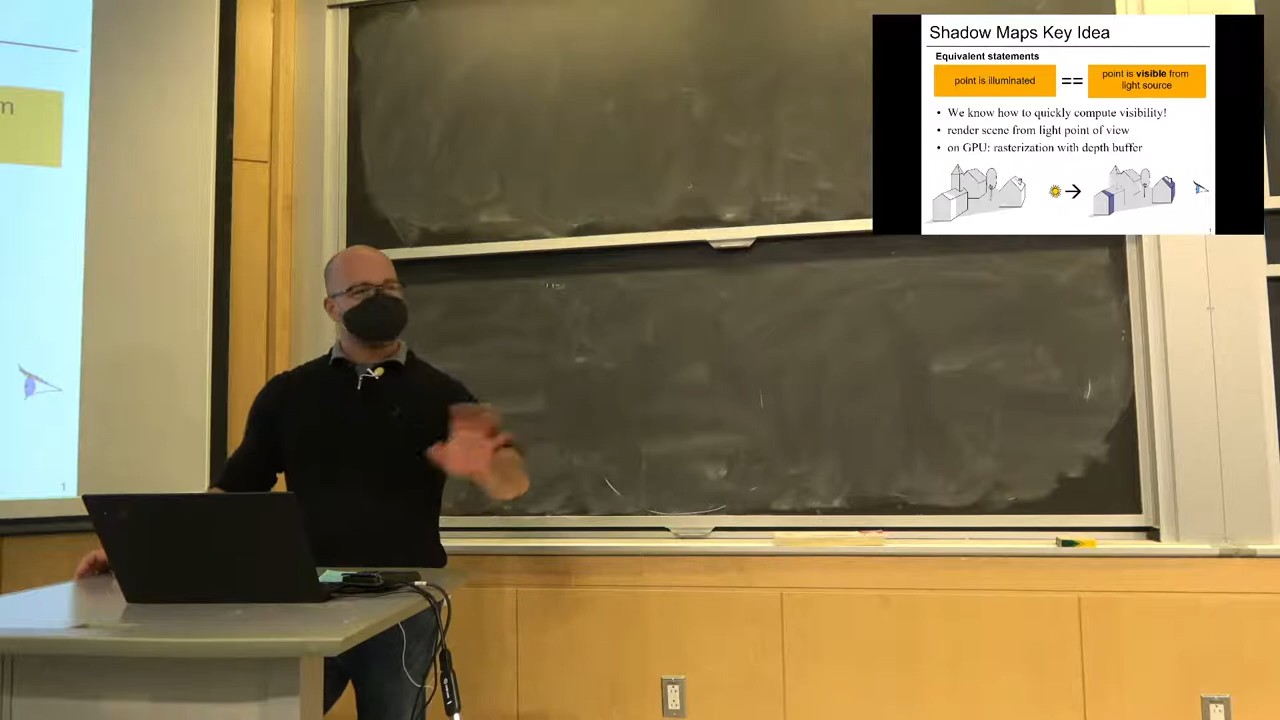 m
1
Shadow Maps Key Idea
Equivalent statements
point is illuminated == point is visible from
light source
• We know how to quickly compute visibility!
• render scene from light point of view
• on GPU: rasterization with depth buffer